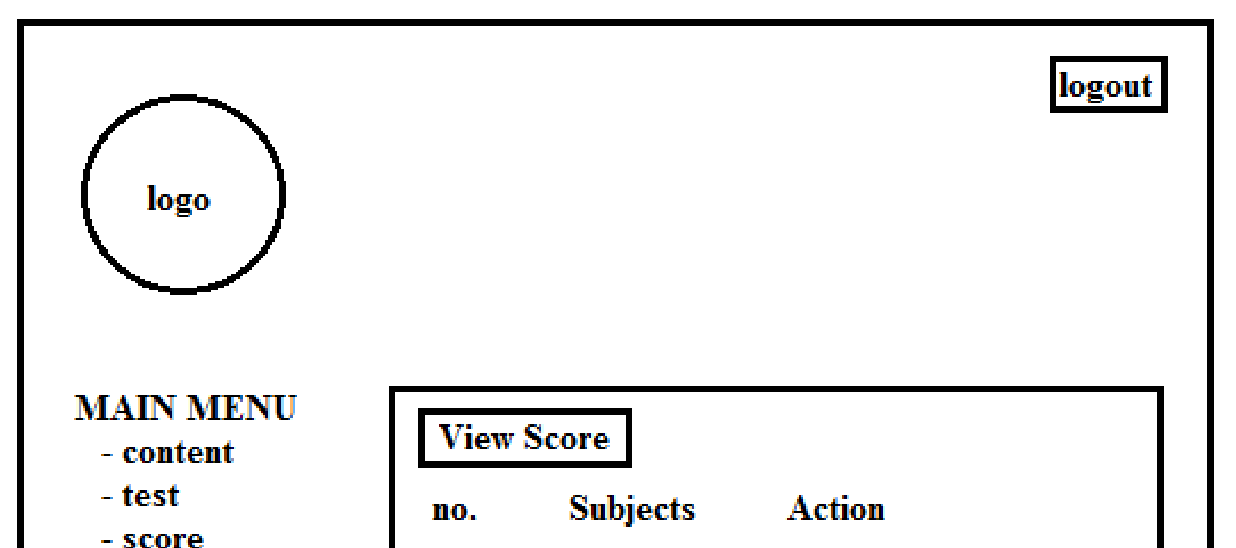 logout
logo
MAIN MENU
- content
- test
- score
View Score
no. Subjects Action